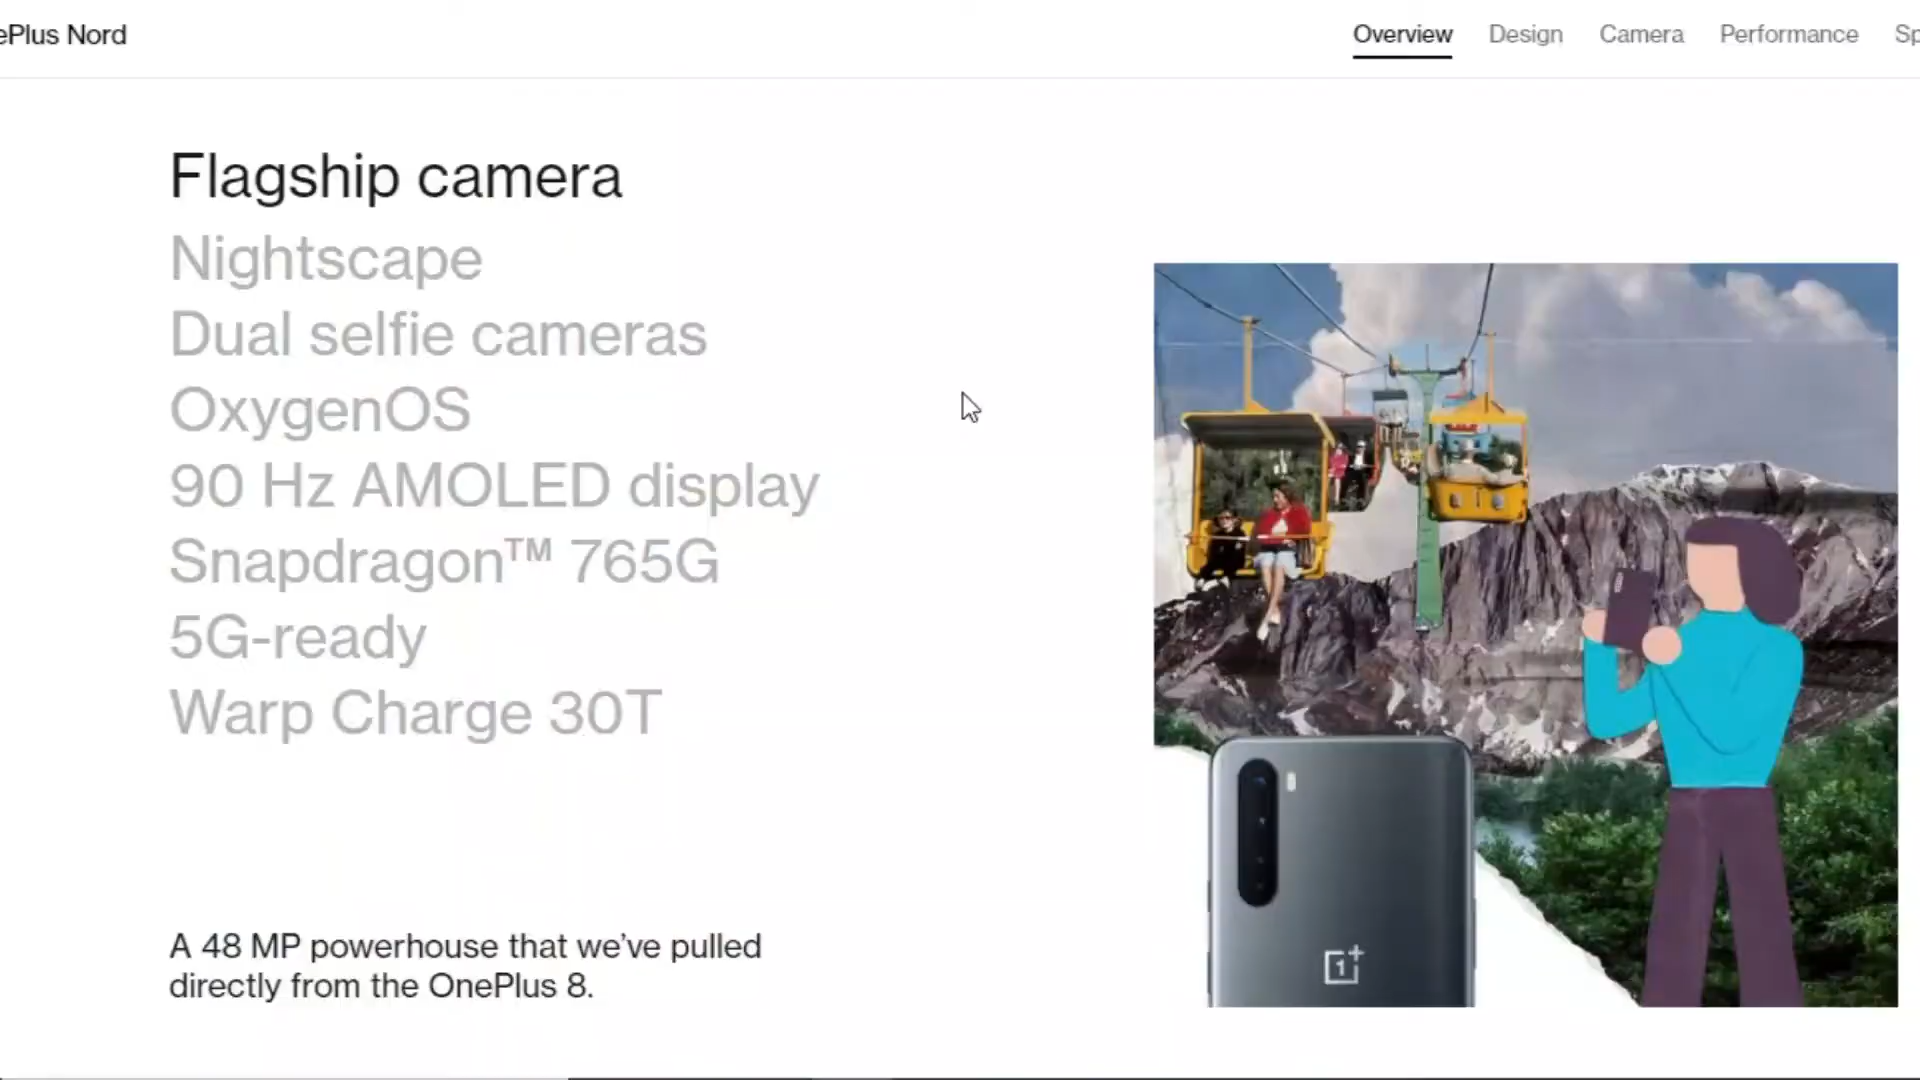 ePlus Nord
Overview Design Camera Performance Sp
Flagship camera
Nightscape
Dual selfie cameras
OxygenOS
90 Hz AMOLED display
Snapdragon™ 765G
5G-ready
Warp Charge 30T
A 48 MP powerhouse that we’ve pulled
directly from the OnePlus 8.